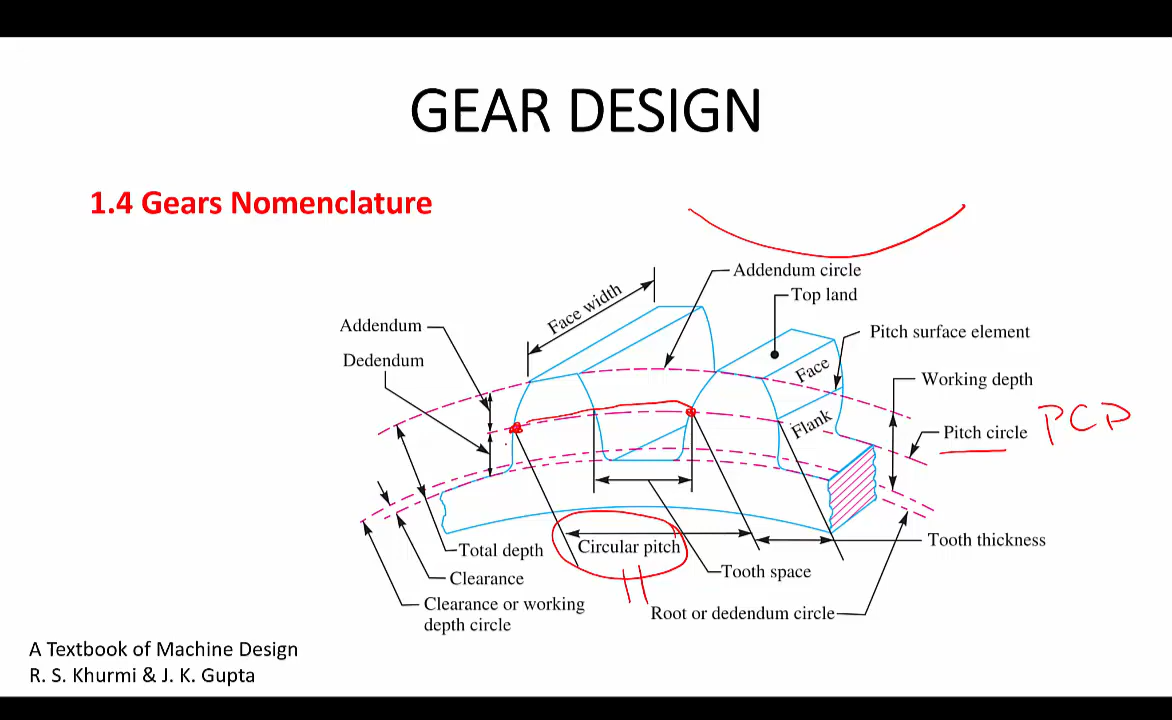 GEAR DESIGN
1.4 Gears Nomenclature
Addendum circle
Face width
Top land
Addendum
Pitch surface element
Dedendum
Face
Working depth
Flank
Pitch circle
PCD
Circular pitch
Tooth thickness
Total depth
Tooth space
Clearance
Clearance or working
depth circle
Root or dedendum circle
A Textbook of Machine Design
R. S. Khurmi & J. K. Gupta